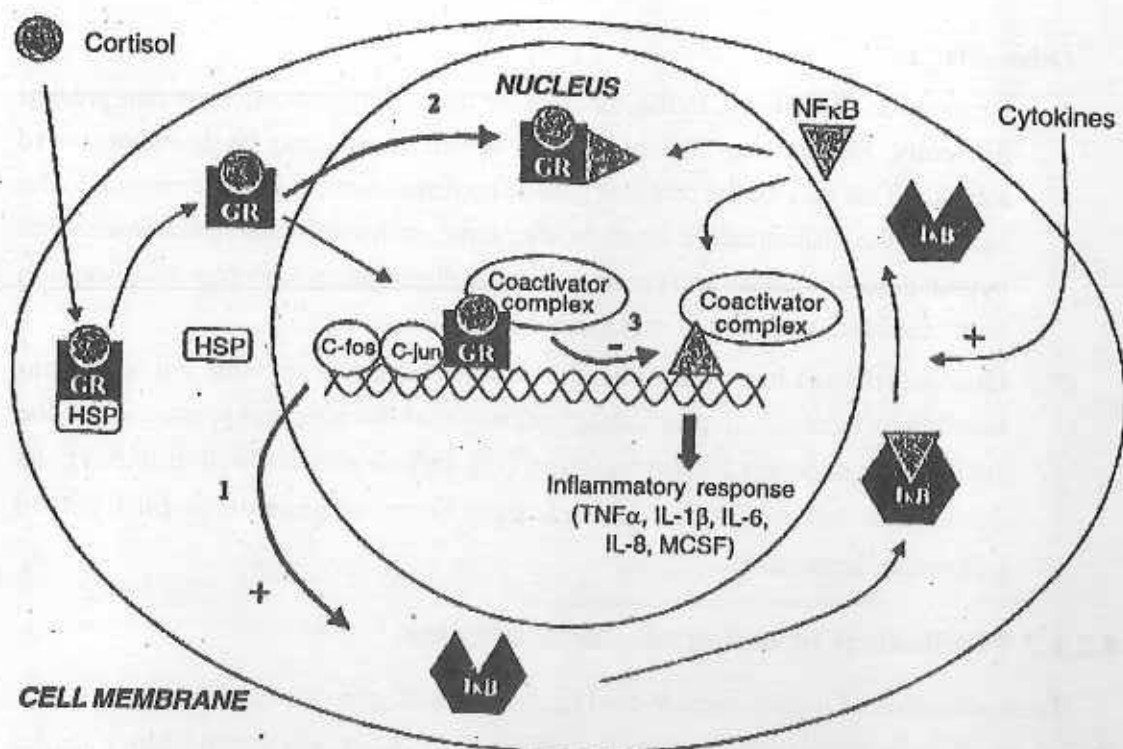 Cortisol
NUCLEUS
NFκB
Cytokines
2
GR
GR
IκB
Coactivator
complex
Coactivator
complex
3
-
+
HSP
C-fos
C-jun
GR
GR
HSP
IκB
1
Inflammatory response
(TNFα, IL-1β, IL-6,
IL-8, MCSF)
+
IκB
CELL MEMBRANE